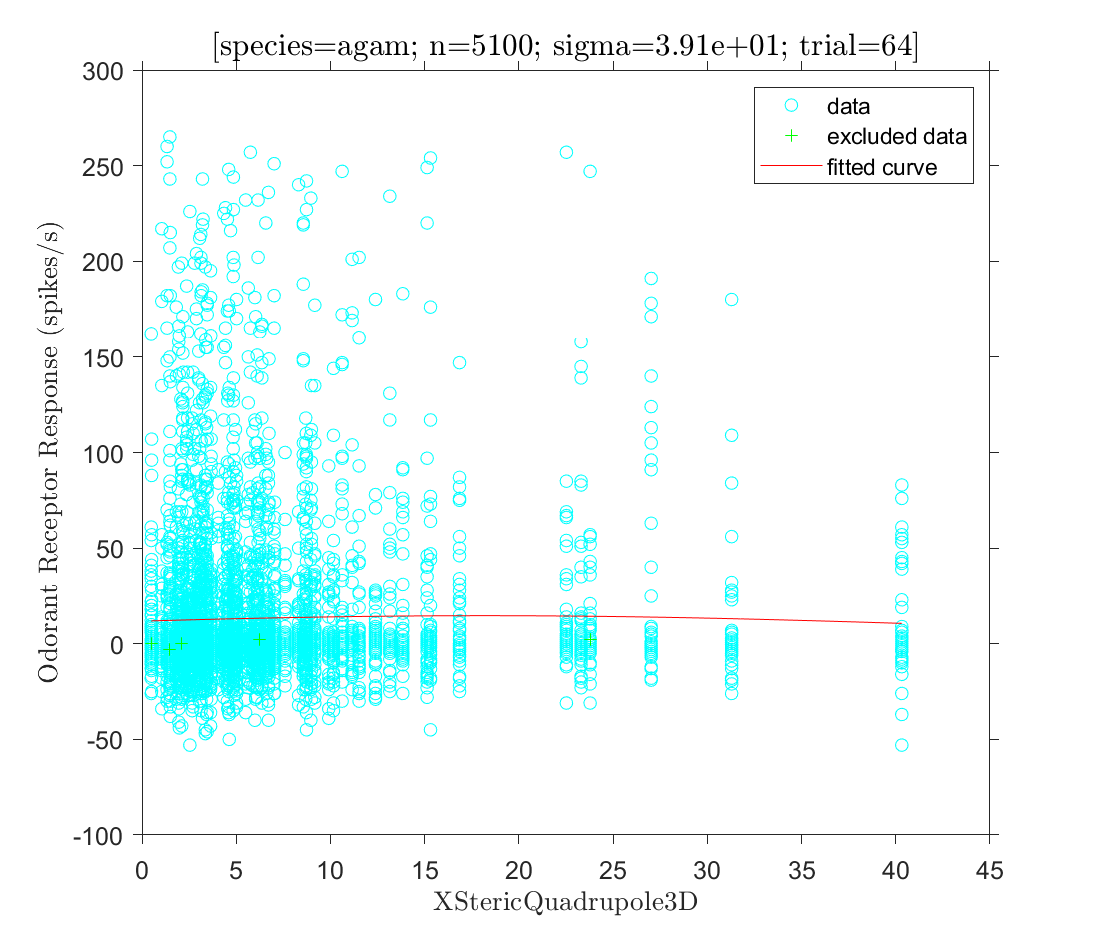 [species=agam; n=5100; sigma=3.91e+01; trial=64]
300
250
200
150
100
50
0
-50
-100
Odorant Receptor Response (spikes/s)
data
excluded data
fitted curve
0 5 10 15 20 25 30 35 40 45
XStericQuadrupole3D